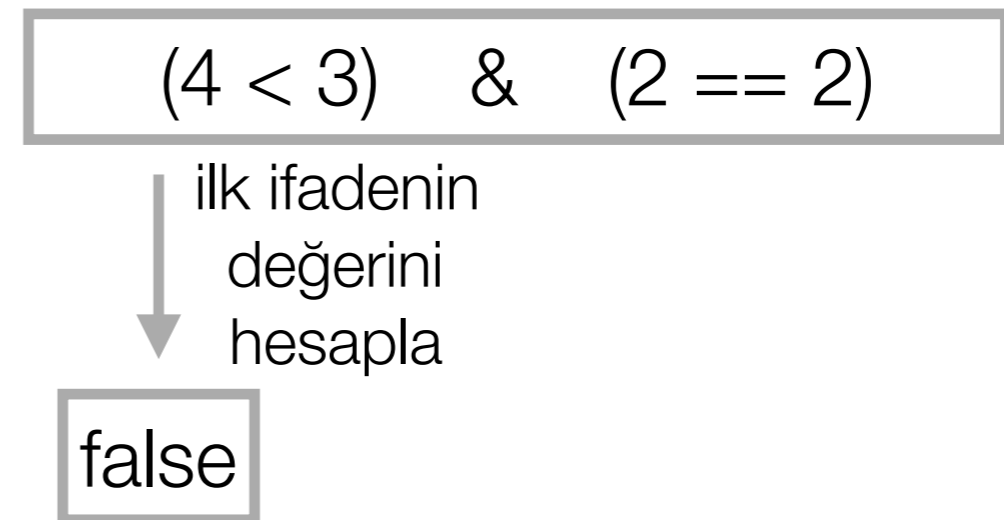 (4 < 3) & (2 == 2)
ilk ifadenin
değerini
hesapla
false